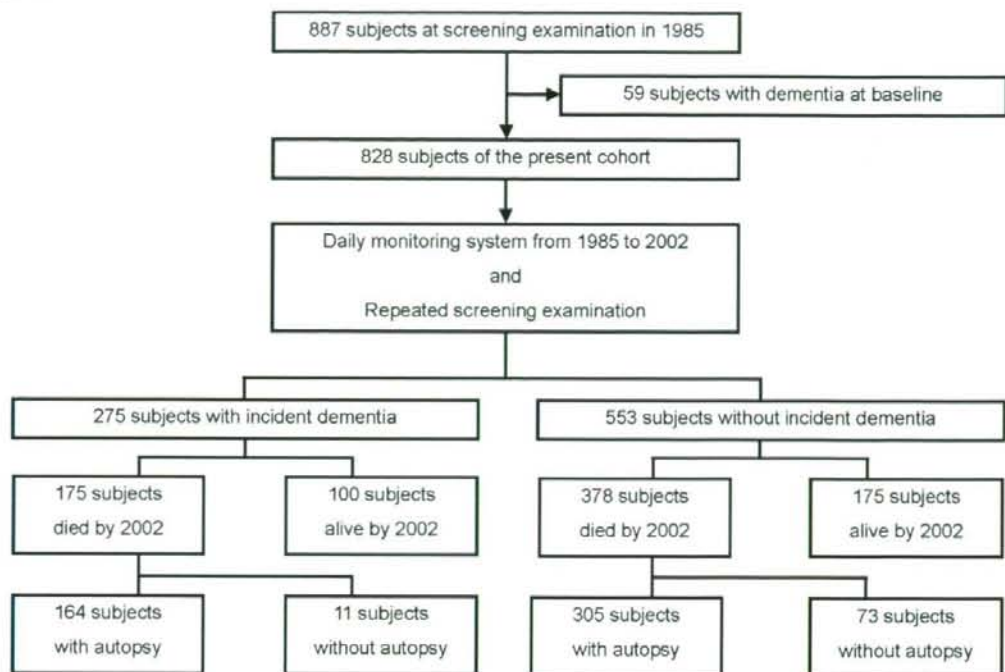 887 subjects at screening examination in 1985
59 subjects with dementia at baseline
828 subjects of the present cohort
Daily monitoring system from 1985 to 2002
and
Repeated screening examination
275 subjects with incident dementia
553 subjects without incident dementia
175 subjects
died by 2002
100 subjects
alive by 2002
378 subjects
died by 2002
175 subjects
alive by 2002
164 subjects
with autopsy
11 subjects
without autopsy
305 subjects
with autopsy
73 subjects
without autopsy